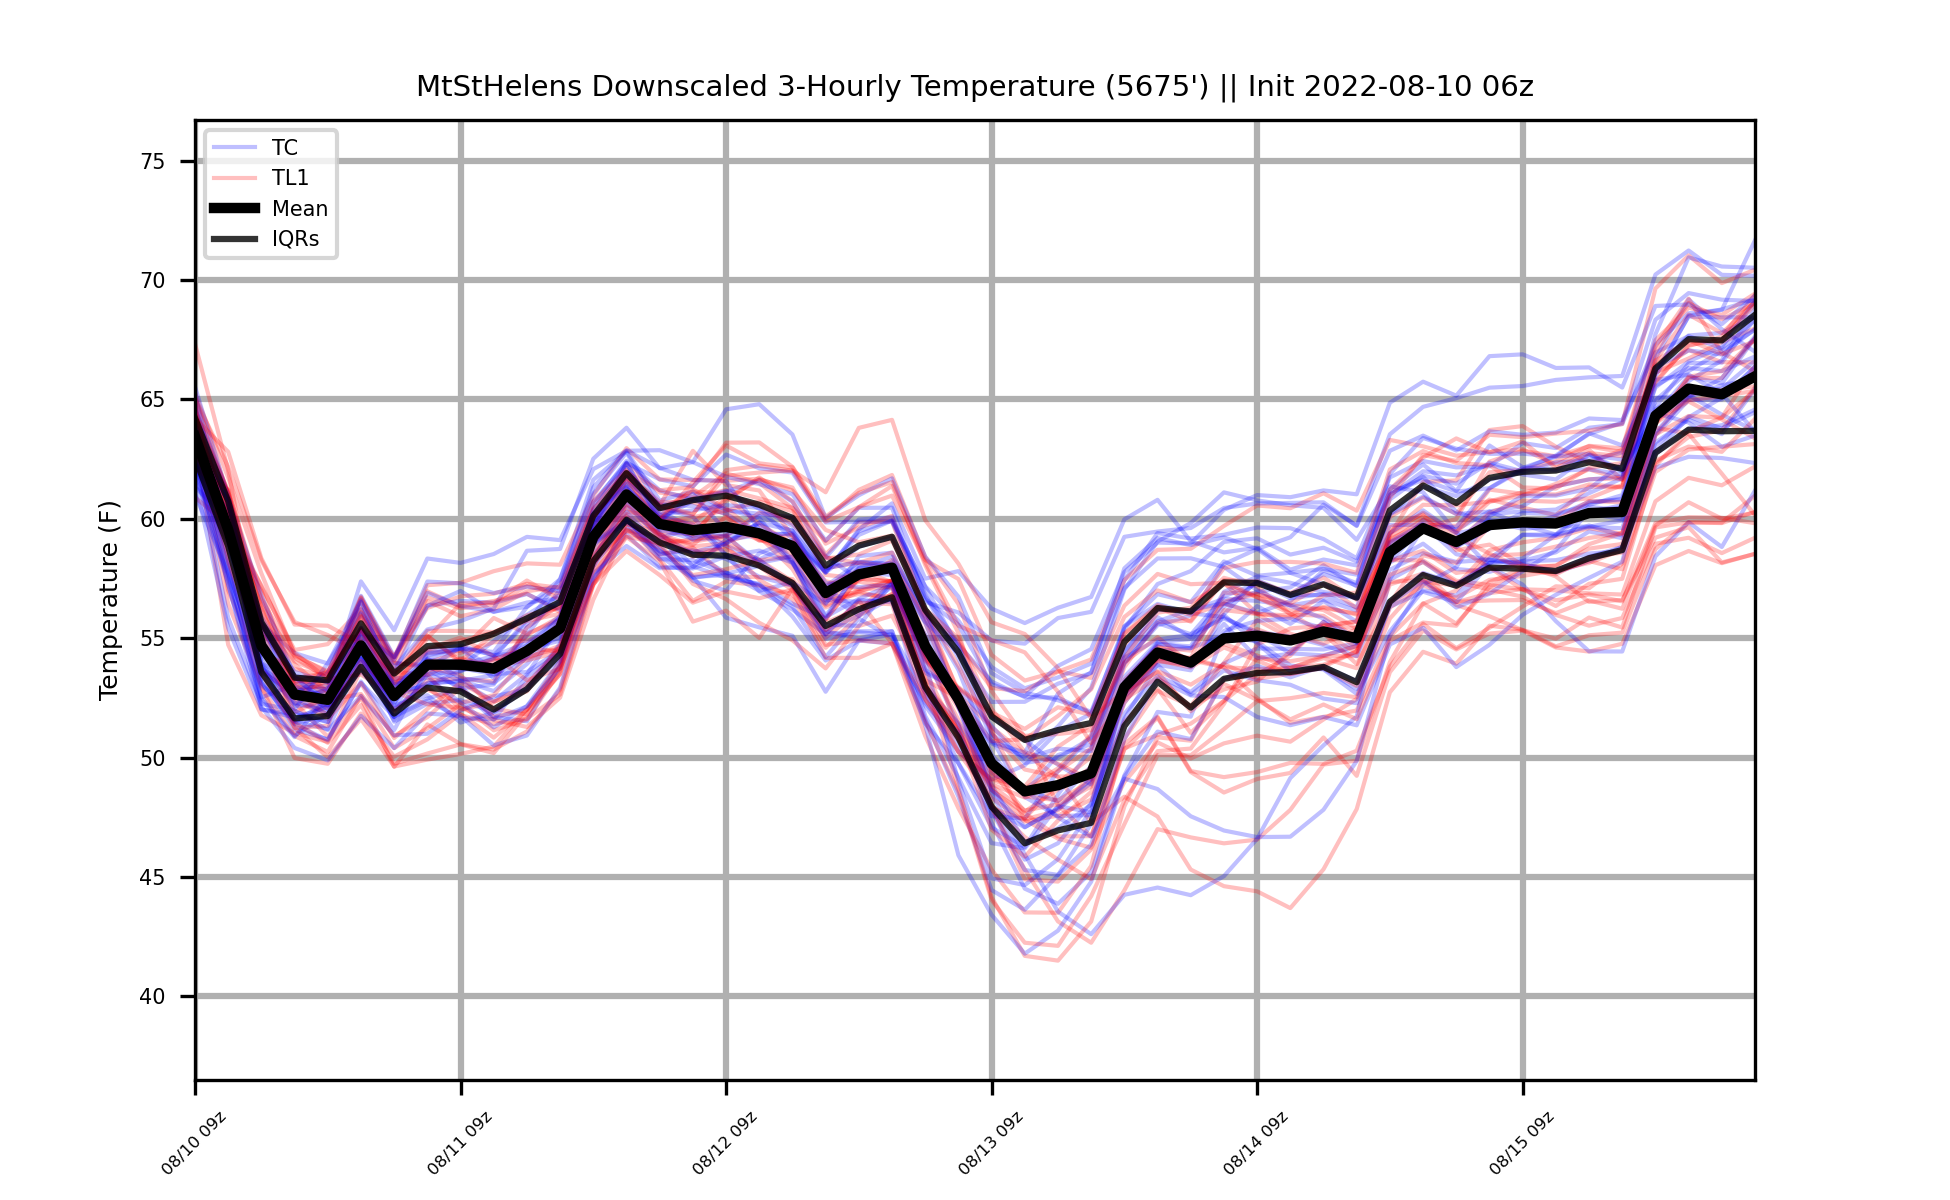 MtStHelens Downscaled 3-Hourly Temperature (5675') || Init 2022-08-10 06z
TC
TL1
Mean
IQRs
Temperature (F)
75
70
65
60
55
50
45
40
08/10 09z
08/11 09z
08/12 09z
08/13 09z
08/14 09z
08/15 09z